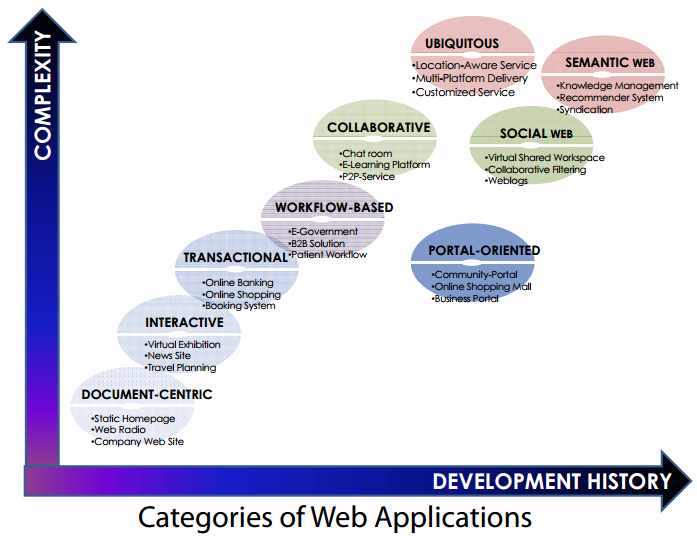 COMPLEXITY
UBIQUITOUS
•Location-Aware Service
•Multi-Platform Delivery
•Customized Service
SEMANTIC WEB
•Knowledge Management
•Recommender System
•Syndication
COLLABORATIVE
•Chat room
•E-Learning Platform
•P2P-Service
SOCIAL WEB
•Virtual Shared Workspace
•Collaborative Filtering
•Weblogs
WORKFLOW-BASED
•E-Government
•B2B Solution
•Patient Workflow
PORTAL-ORIENTED
•Community-Portal
•Online Shopping Mall
•Business Portal
TRANSACTIONAL
•Online Banking
•Online Shopping
•Booking System
INTERACTIVE
•Virtual Exhibition
•News Site
•Travel Planning
DOCUMENT-CENTRIC
•Static Homepage
•Web Radio
•Company Web Site
DEVELOPMENT HISTORY
Categories of Web Applications